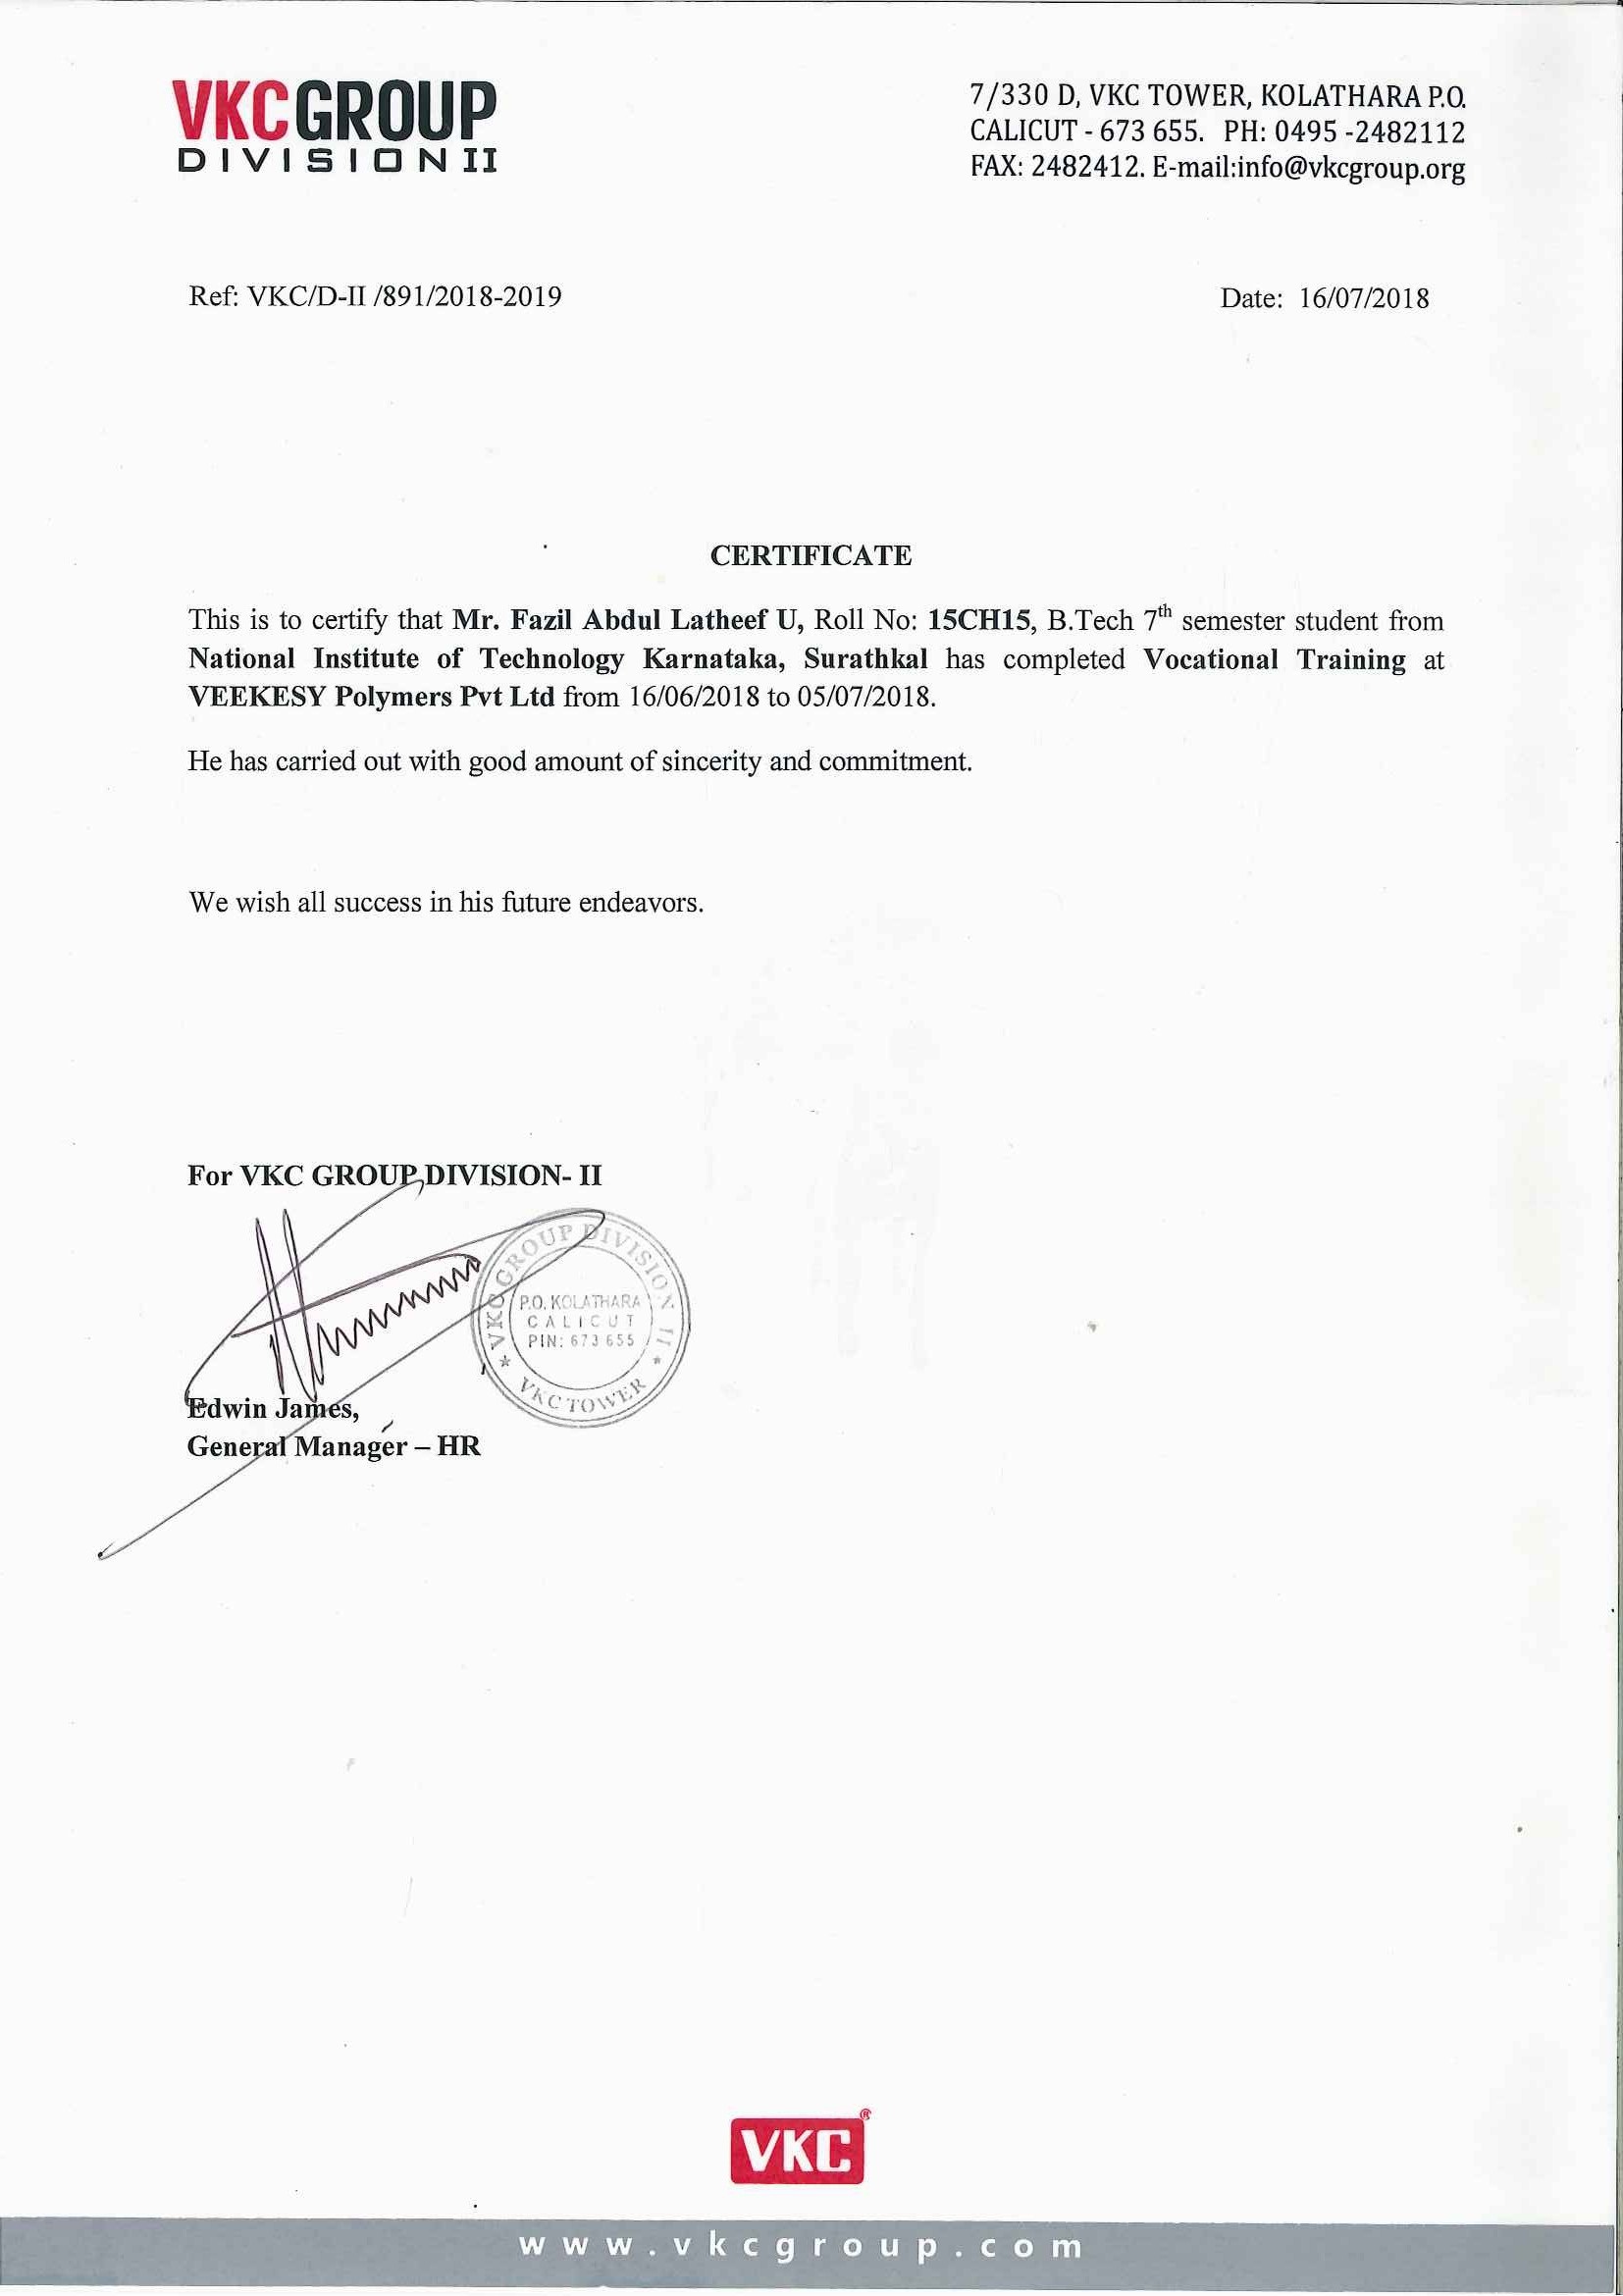 VKCGROUP
DIVISION II
7/330 D, VKC TOWER, KOLATHARA P.O.
CALICUT - 673 655. PH: 0495 -2482112
FAX: 2482412. E-mail:info@vkcgroup.org
Ref: VKC/D-II /891/2018-2019
Date: 16/07/2018
CERTIFICATE
This is to certify that Mr. Fazil Abdul Latheef U, Roll No: 15CH15, B.Tech 7th semester student from
National Institute of Technology Karnataka, Surathkal has completed Vocational Training at
VEEKESY Polymers Pvt Ltd from 16/06/2018 to 05/07/2018.
He has carried out with good amount of sincerity and commitment.
We wish all success in his future endeavors.
For VKC GROUP DIVISION- II
VKC GROUP DIVISION II
P.O. KOLATHARA
CALICUT
PIN: 673 655
VKC TOWER
Edwin James,
General Manager – HR
VKC®
www.vkcgroup.com